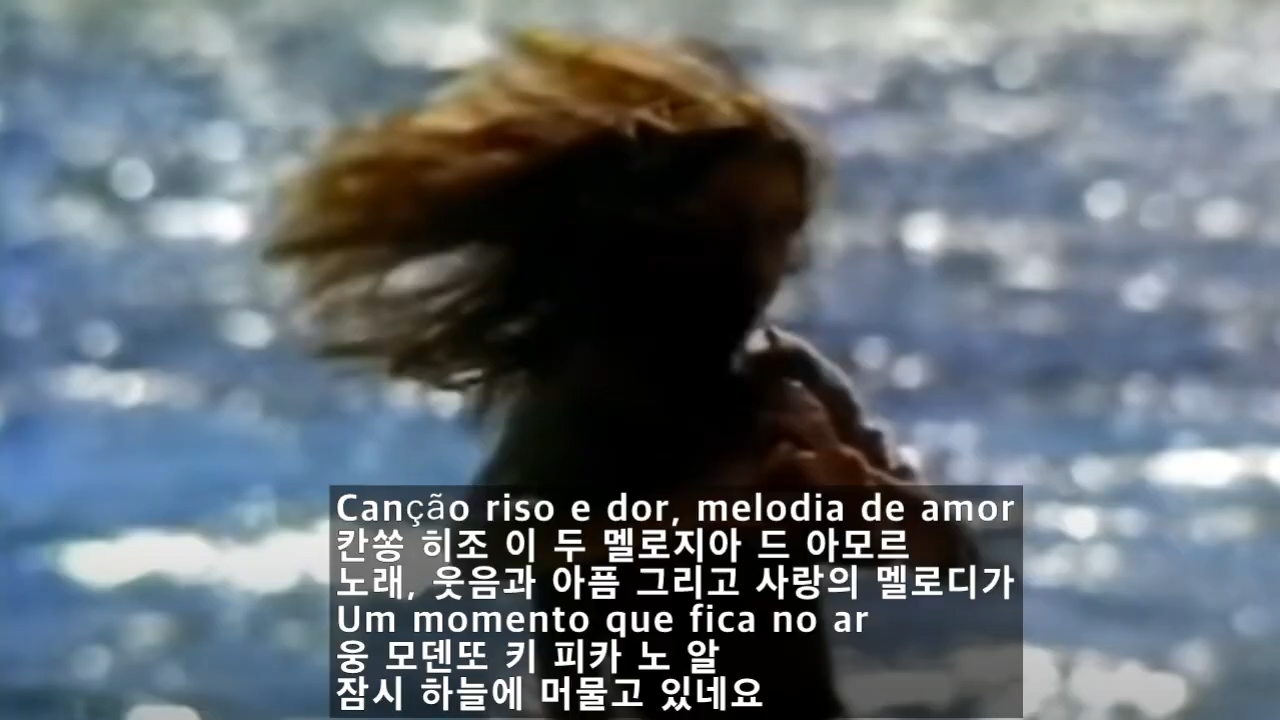 Canção riso e dor, melodia de amor
칸쏭 히조 이 두 멜로지아 드 아모르
노래, 웃음과 아픔 그리고 사랑의 멜로디가
Um momento que fica no ar
웅 모덴또 키 피카 노 알
잠시 하늘에 머물고 있네요